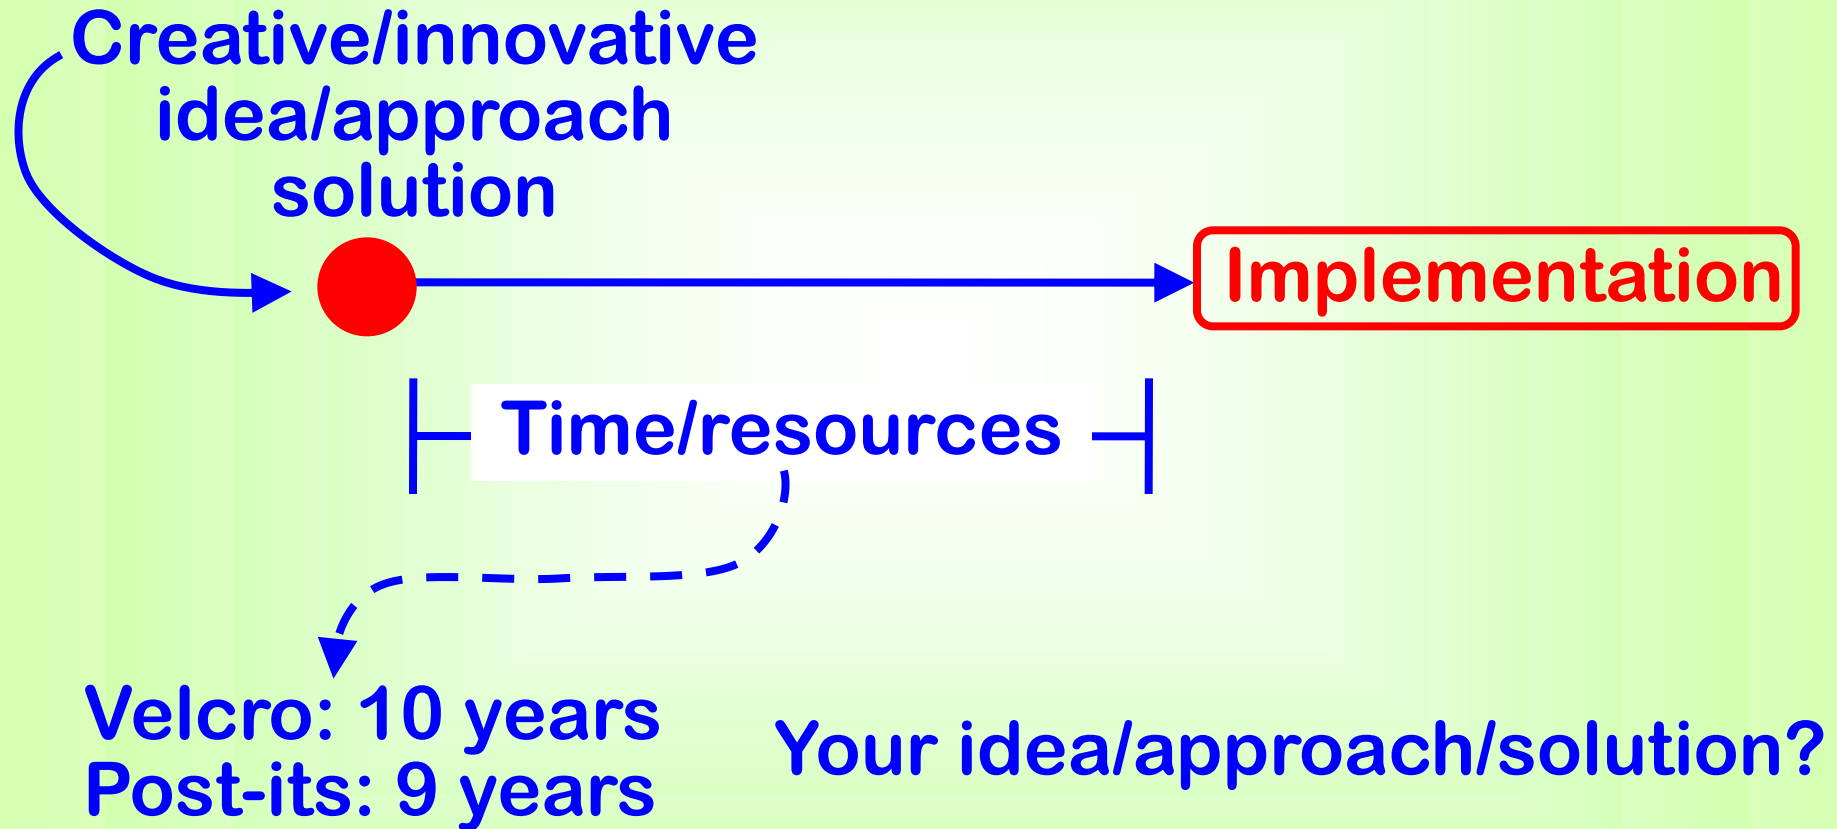 Creative/innovative
idea/approach
solution
Implementation
Time/resources
Velcro: 10 years
Post-its: 9 years
Your idea/approach/solution?